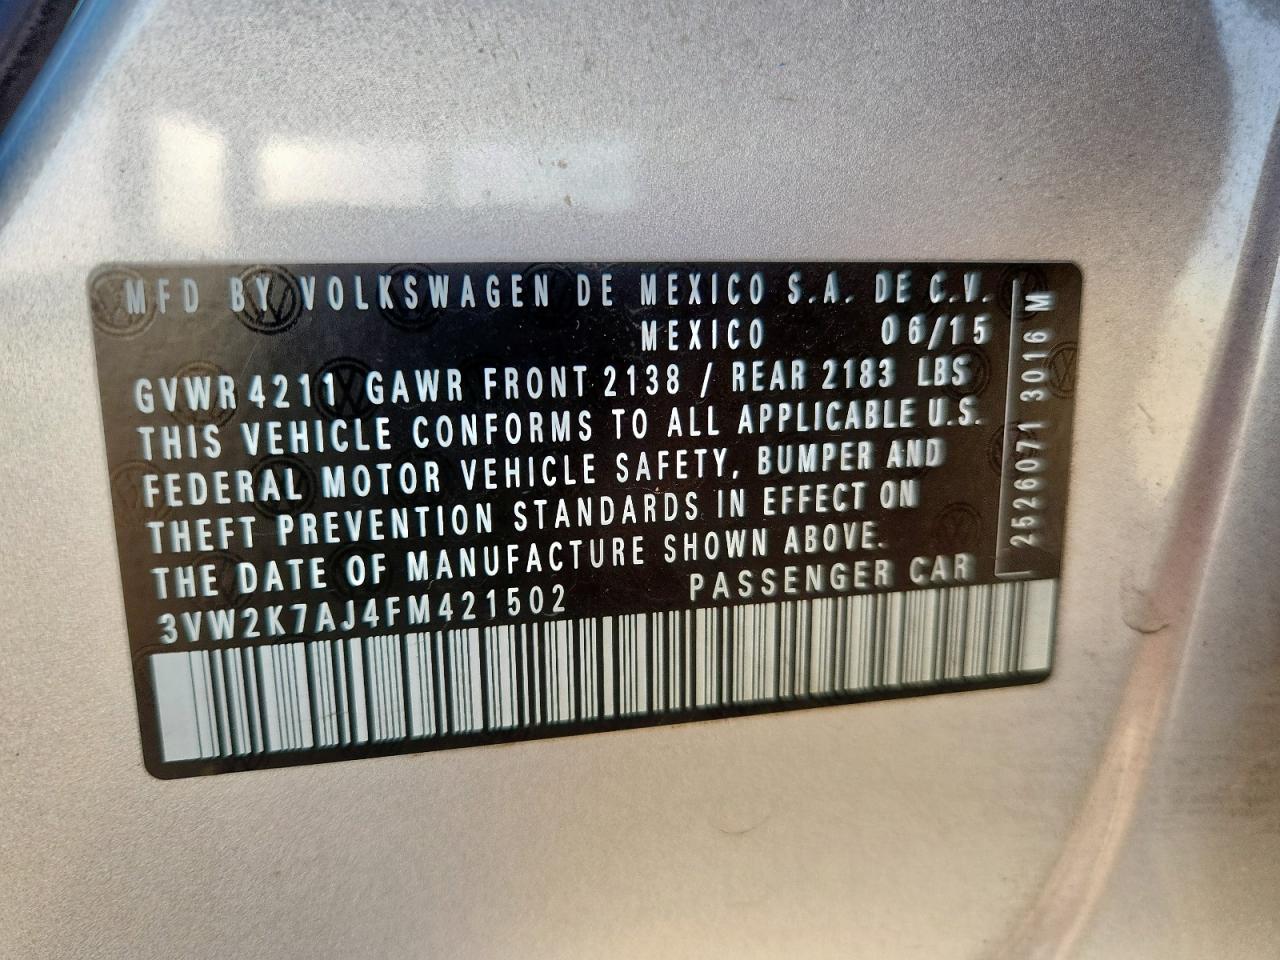 MFD BY VOLKSWAGEN DE MEXICO S.A. DE C.V.
MEXICO 06/15
GVWR 4211 GAWR FRONT 2138 / REAR 2183 LBS
THIS VEHICLE CONFORMS TO ALL APPLICABLE U.S.
FEDERAL MOTOR VEHICLE SAFETY, BUMPER AND
THEFT PREVENTION STANDARDS IN EFFECT ON
THE DATE OF MANUFACTURE SHOWN ABOVE.
3VW2K7AJ4FM421502 PASSENGER CAR
2526071 3016 M